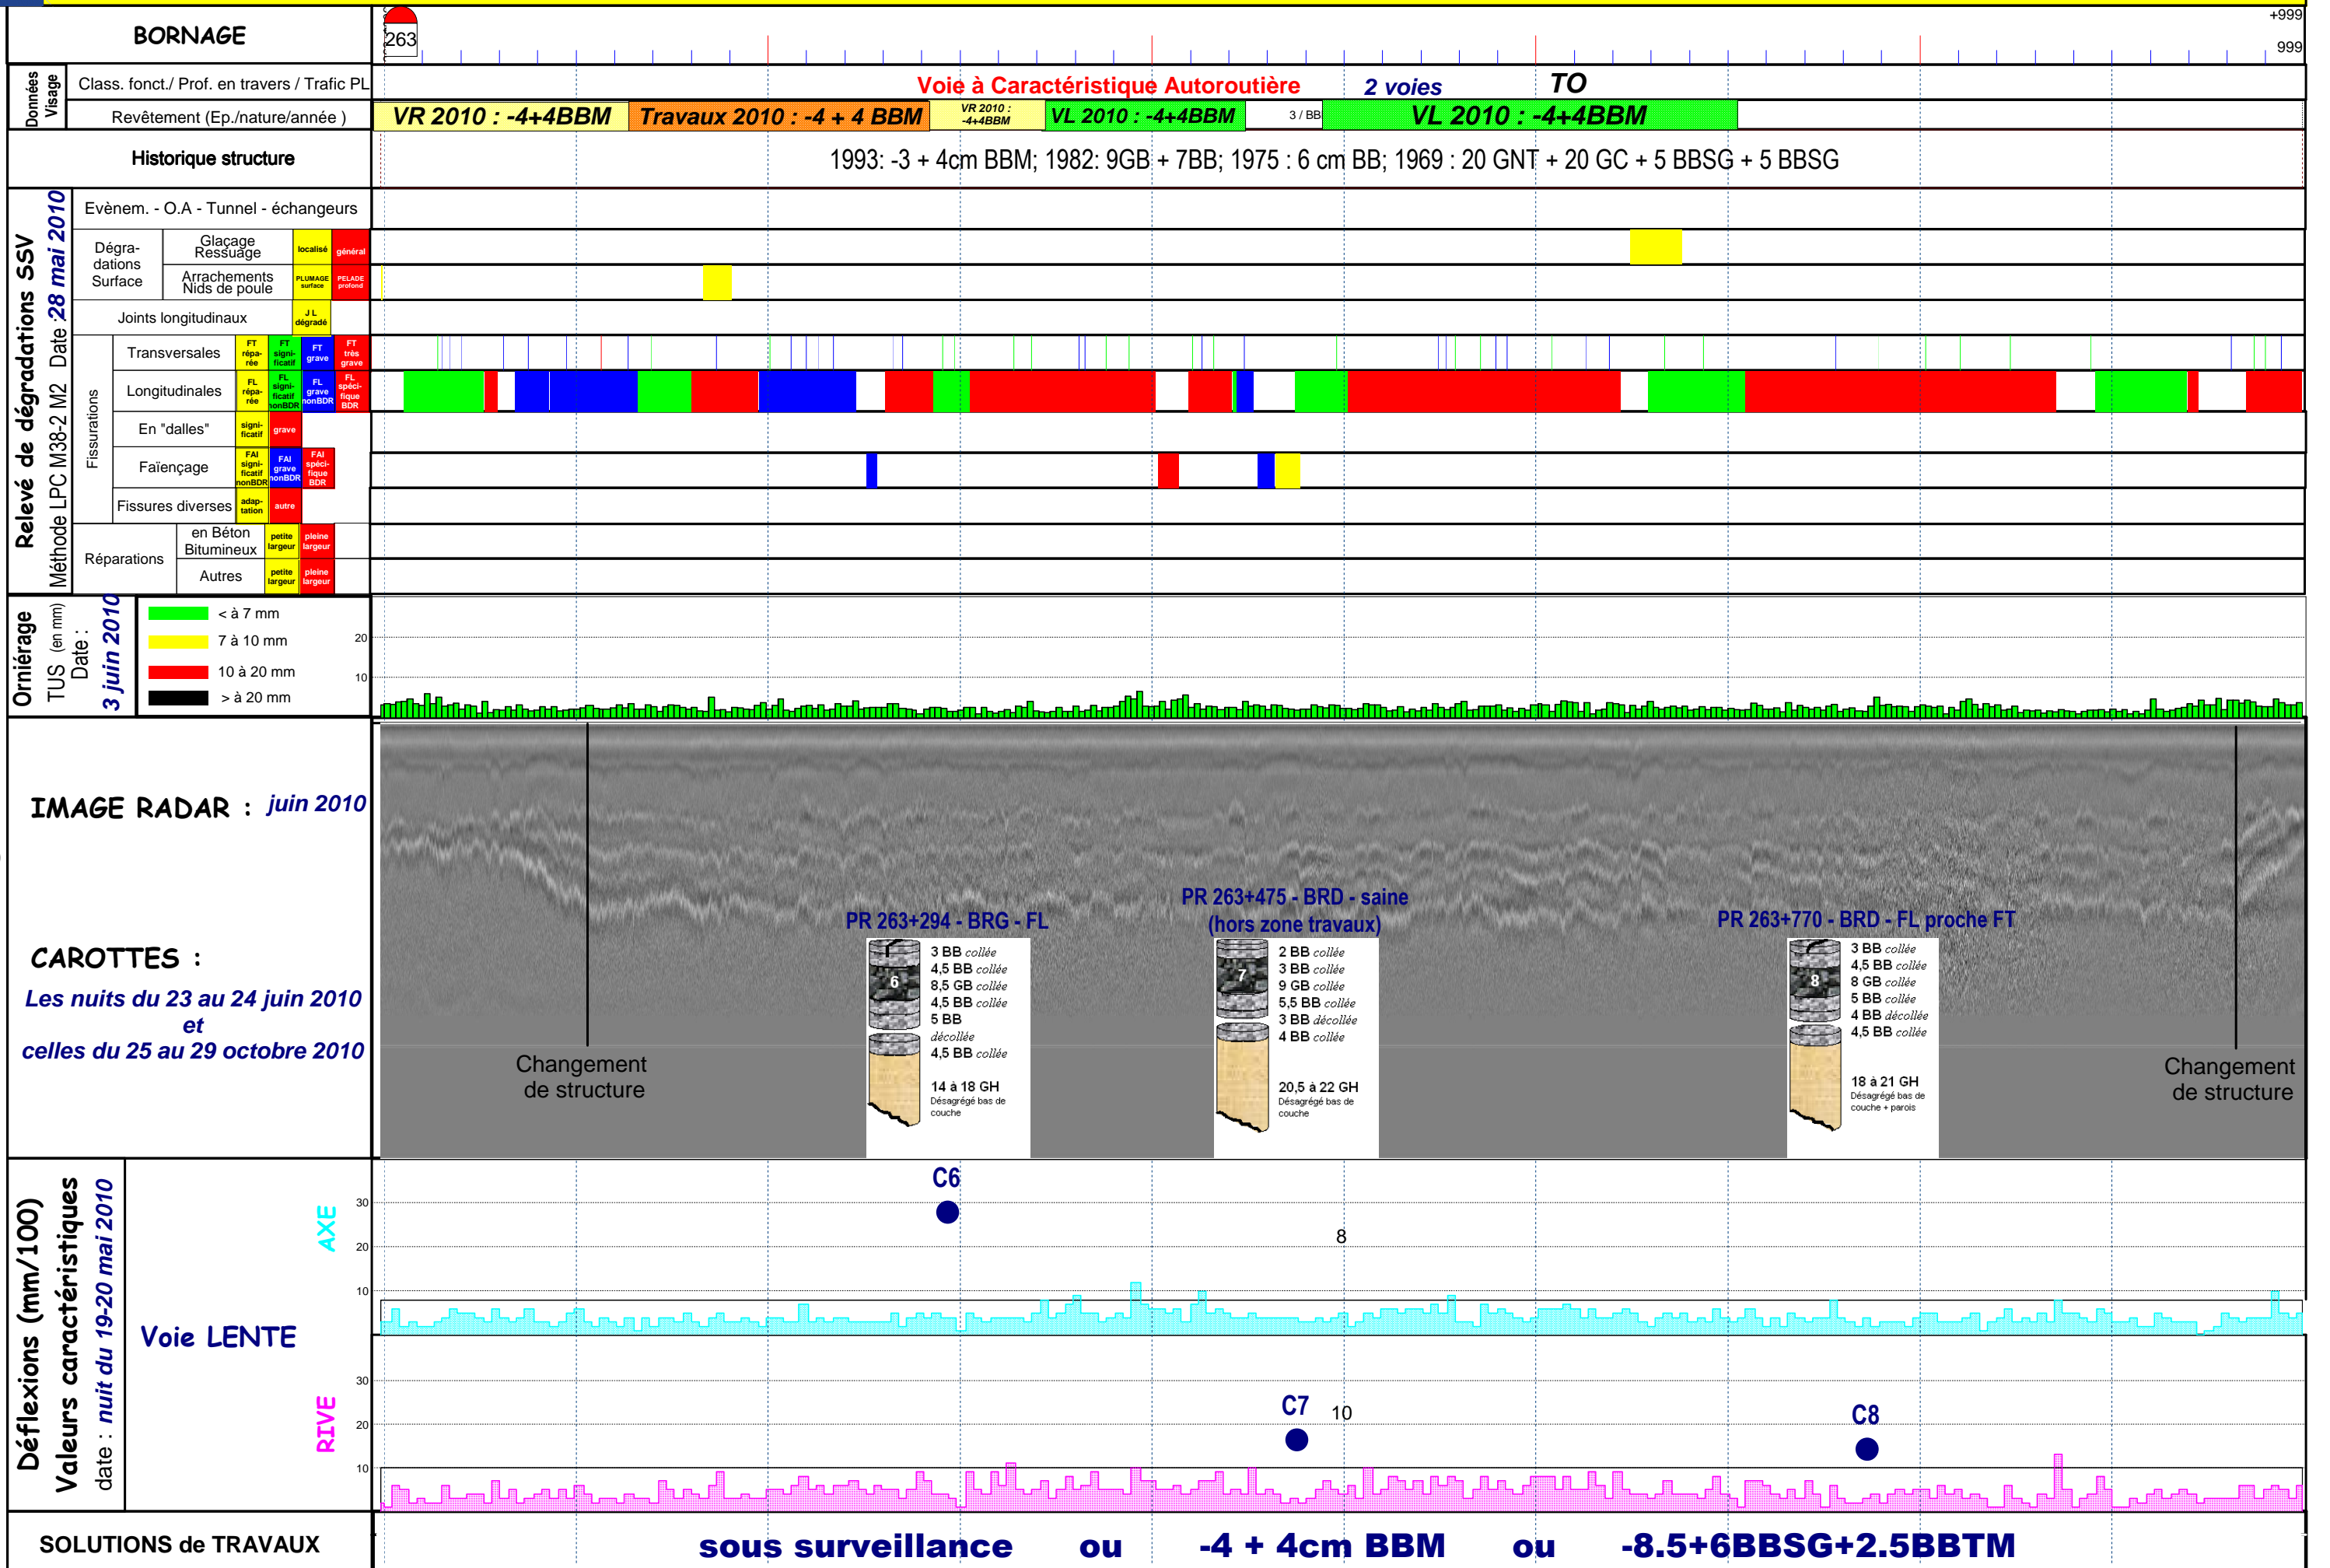 BORNAGE
263
+999
999
Données Visage
Class. fonct./ Prof. en travers / Trafic PL
Voie à Caractéristique Autoroutière
2 voies
TO
Revêtement (Ep./nature/année )
VR 2010 : -4+4BBM
Travaux 2010 : -4 + 4 BBM
VR 2010 :
-4+4BBM
VL 2010 : -4+4BBM
3 / BB
VL 2010 : -4+4BBM
Historique structure
1993: -3 + 4cm BBM; 1982: 9GB + 7BB; 1975 : 6 cm BB; 1969 : 20 GNT + 20 GC + 5 BBSG + 5 BBSG
Relevé de dégradations SSV
Méthode LPC M38-2 M2 Date : 28 mai 2010
Evènem. - O.A - Tunnel - échangeurs
Dégra-
dations
Surface
Glaçage
Ressuage
localisé
général
Arrachements
Nids de poule
PLUMAGE
surface
PELADE
profond
Joints longitudinaux
J L
dégradé
Fissurations
Transversales
FT
répa-
rée
FT
signi-
ficatif
FT
grave
FT
très
grave
Longitudinales
FL
répa-
rée
FL
signi-
ficatif
nonBDR
FL
grave
nonBDR
FL
spéci-
fique
BDR
En "dalles"
signi-
ficatif
grave
Faïençage
FAI
signi-
ficatif
nonBDR
FAI
grave
nonBDR
FAI
spéci-
fique
BDR
Fissures diverses
adap-
tation
autre
Réparations
en Béton
Bitumineux
petite
largeur
pleine
largeur
Autres
petite
largeur
pleine
largeur
Orniérage
TUS (en mm)
Date :
3 juin 2010
< à 7 mm
7 à 10 mm
10 à 20 mm
> à 20 mm
20
10
IMAGE RADAR : juin 2010
CAROTTES :
Les nuits du 23 au 24 juin 2010
et
celles du 25 au 29 octobre 2010
Changement
de structure
PR 263+294 - BRG - FL
6
3 BB collée
4,5 BB collée
8,5 GB collée
4,5 BB collée
5 BB
décollée
4,5 BB collée
14 à 18 GH
Désagrégé bas de
couche
PR 263+475 - BRD - saine
(hors zone travaux)
7
2 BB collée
3 BB collée
9 GB collée
5,5 BB collée
3 BB décollée
4 BB collée
20,5 à 22 GH
Désagrégé bas de
couche
PR 263+770 - BRD - FL proche FT
8
3 BB collée
4,5 BB collée
8 GB collée
5 BB collée
4 BB décollée
4,5 BB collée
18 à 21 GH
Désagrégé bas de
couche + parois
Changement
de structure
Déflexions (mm/100)
Valeurs caractéristiques
date : nuit du 19-20 mai 2010
Voie LENTE
AXE
30
20
10
C6
8
RIVE
30
20
10
C7
10
C8
SOLUTIONS de TRAVAUX
sous surveillance ou -4 + 4cm BBM ou -8.5+6BBSG+2.5BBTM